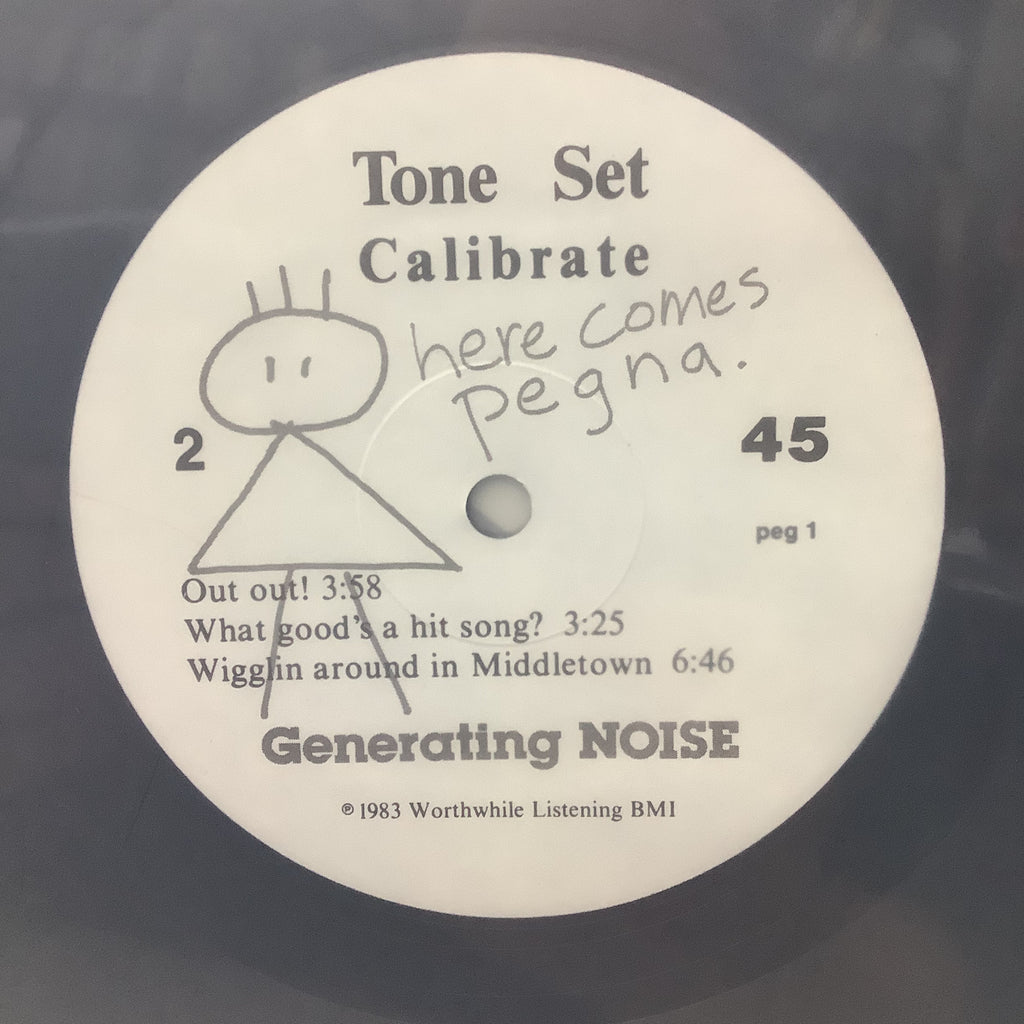 Tone Set
Calibrate
here comes
pegna.
2
45
peg 1
Out out! 3:58
What good's a hit song? 3:25
Wigglin around in Middletown 6:46
Generating NOISE
℗ 1983 Worthwhile Listening BMI